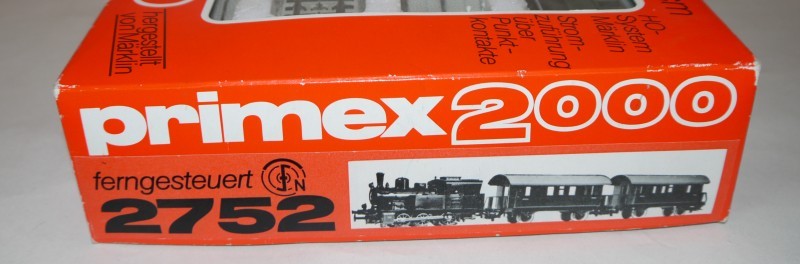 hergestellt
von Märklin
HO-
System
Märklin
Strom-
zuführung
über
Punkt-
kontakte
primex 2000
ferngesteuert
2752